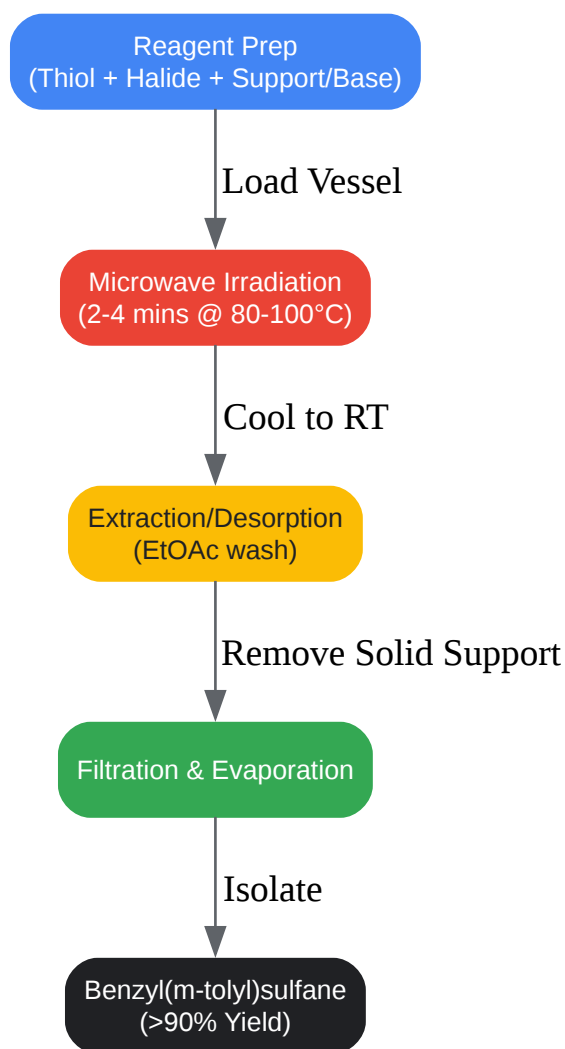 Reagent Prep
(Thiol + Halide + Support/Base)
Load Vessel
Microwave Irradiation
(2-4 mins @ 80-100°C)
Cool to RT
Extraction/Desorption
(EtOAc wash)
Remove Solid Support
Filtration & Evaporation
Isolate
Benzyl(m-tolyl)sulfane
(>90% Yield)